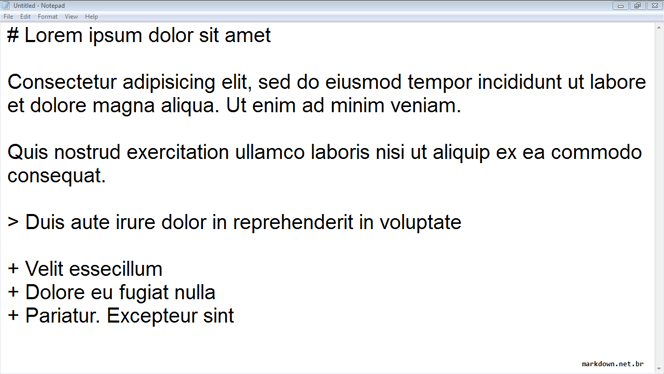 Untitled - Notepad
File Edit Format View Help
# Lorem ipsum dolor sit amet
Consectetur adipisicing elit, sed do eiusmod tempor incididunt ut labore
et dolore magna aliqua. Ut enim ad minim veniam.
Quis nostrud exercitation ullamco laboris nisi ut aliquip ex ea commodo
consequat.
> Duis aute irure dolor in reprehenderit in voluptate
+ Velit essecillum
+ Dolore eu fugiat nulla
+ Pariatur. Excepteur sint
markdown.net.br